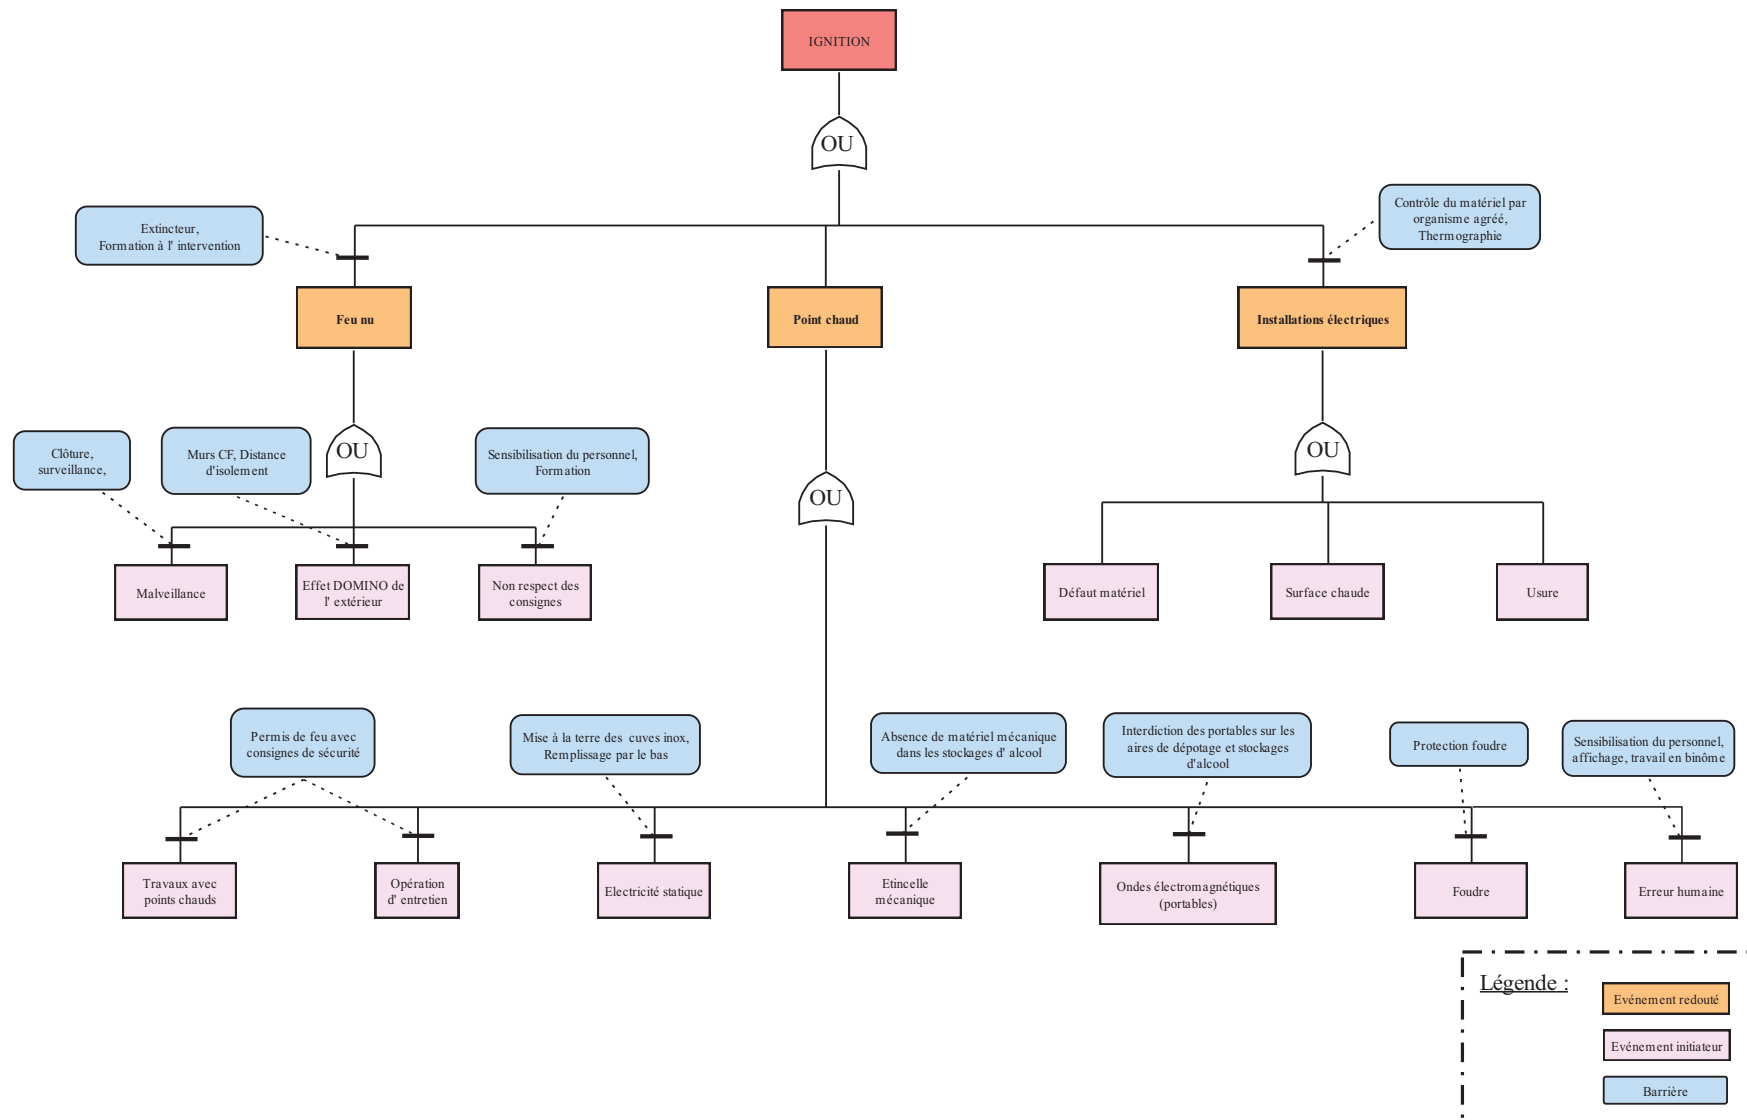 IGNITION
OU
Extincteur,
Formation à l' intervention
Contrôle du matériel par
organisme agréé,
Thermographie
Feu nu
Point chaud
Installations électriques
Clôture,
surveillance,
Murs CF, Distance
d'isolement
OU
Sensibilisation du personnel,
Formation
OU
OU
Malveillance
Effet DOMINO de
l' extérieur
Non respect des
consignes
Défaut matériel
Surface chaude
Usure
Permis de feu avec
consignes de sécurité
Mise à la terre des cuves inox,
Remplissage par le bas
Absence de matériel mécanique
dans les stockages d' alcool
Interdiction des portables sur les
aires de dépotage et stockages
d'alcool
Protection foudre
Sensibilisation du personnel,
affichage, travail en binôme
Travaux avec
points chauds
Opération
d' entretien
Electricité statique
Etincelle
mécanique
Ondes électromagnétiques
(portables)
Foudre
Erreur humaine
Légende :
Evénement redouté
Evénement initiateur
Barrière